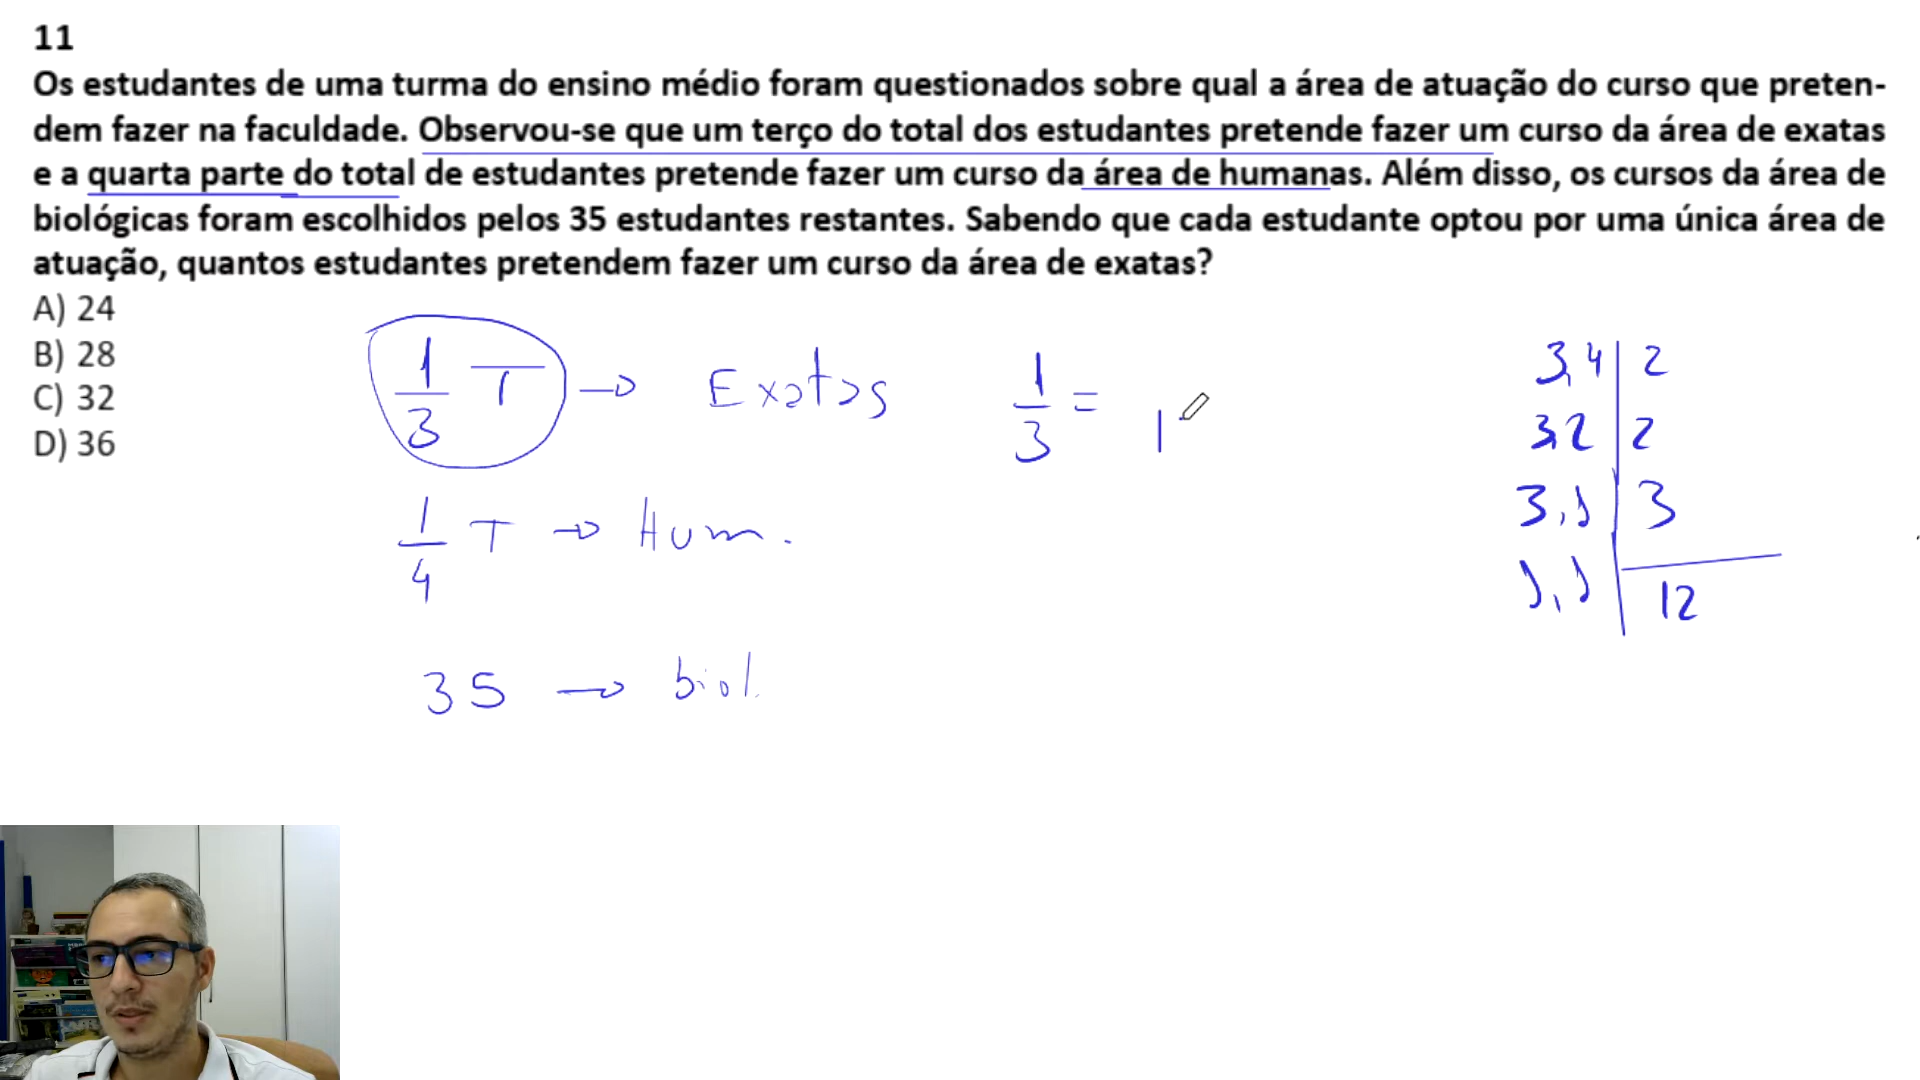 11
Os estudantes de uma turma do ensino médio foram questionados sobre qual a área de atuação do curso que preten-
dem fazer na faculdade. Observou-se que um terço do total dos estudantes pretende fazer um curso da área de exatas
e a quarta parte do total de estudantes pretende fazer um curso da área de humanas. Além disso, os cursos da área de
biológicas foram escolhidos pelos 35 estudantes restantes. Sabendo que cada estudante optou por uma única área de
atuação, quantos estudantes pretendem fazer um curso da área de exatas?
A) 24
B) 28
C) 32
D) 36
1/3 T → Exatas
1/3 = 1
1/4 T → Hum.
35 → biol.
3,4 | 2
3,2 | 2
3,1 | 3
1,1 | 12